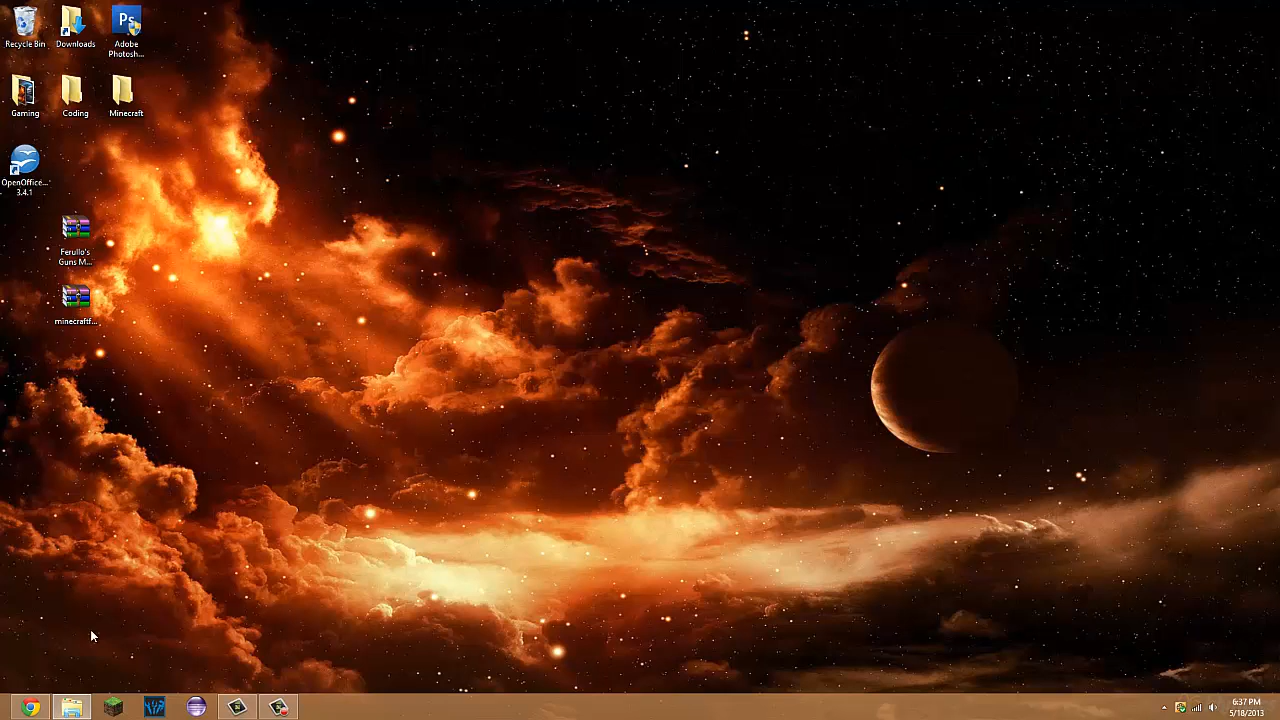 Recycle Bin
Downloads
Ps
Adobe
Photosh...
Gaming
Coding
Minecraft
OpenOffice...
3.4.1
Ferullo's
Guns M...
minecraftf...
6:37 PM
5/18/2013